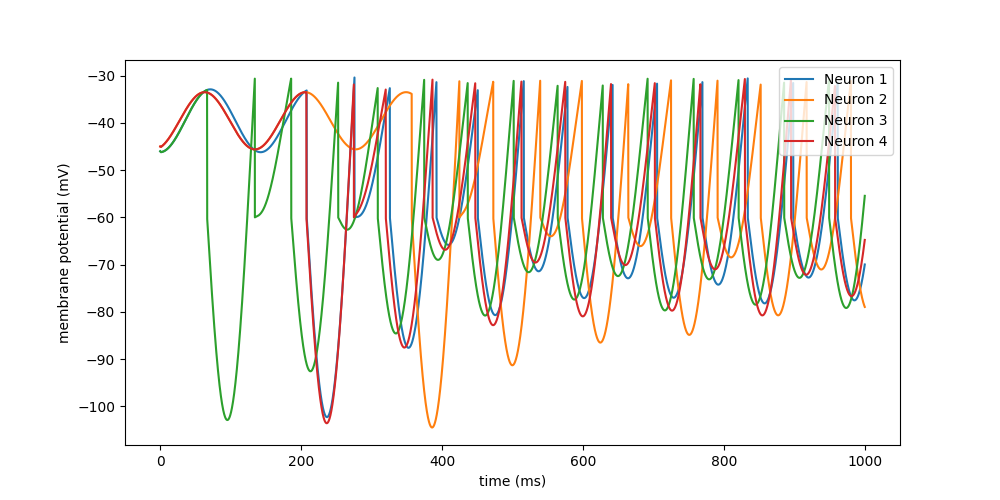 membrane potential (mV)
−30
−40
−50
−60
−70
−80
−90
−100
Neuron 1
Neuron 2
Neuron 3
Neuron 4
0 200 400 600 800 1000
time (ms)